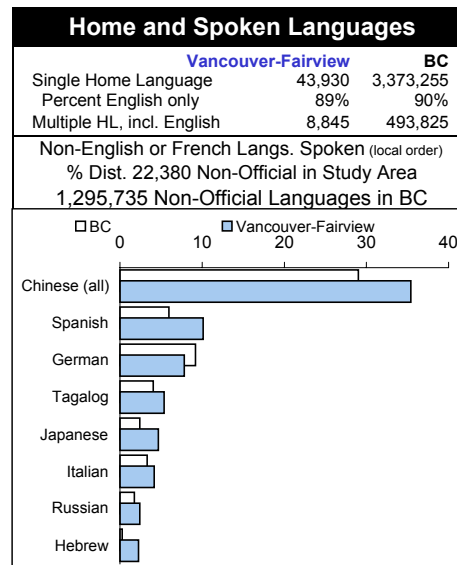 Home and Spoken Languages
Vancouver-Fairview BC
Single Home Language 43,930 3,373,255
Percent English only 89% 90%
Multiple HL, incl. English 8,845 493,825
Non-English or French Langs. Spoken (local order)
% Dist. 22,380 Non-Official in Study Area
1,295,735 Non-Official Languages in BC
BC Vancouver-Fairview
0 10 20 30 40
Chinese (all)
Spanish
German
Tagalog
Japanese
Italian
Russian
Hebrew